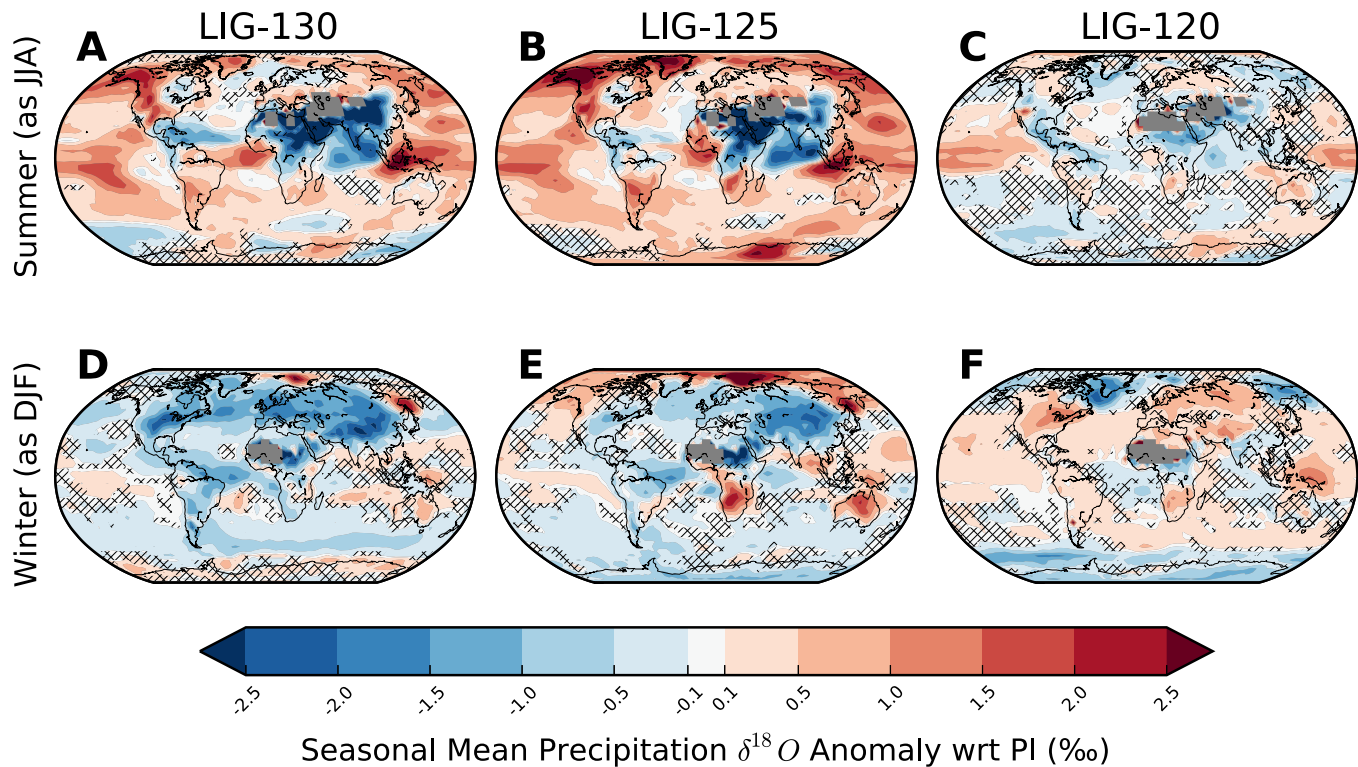 LIG-130 LIG-125 LIG-120
Summer (as JJA)
A B C
Winter (as DJF)
D E F
-2.5 -2.0 -1.5 -1.0 -0.5 -0.1 0.1 0.5 1.0 1.5 2.0 2.5
Seasonal Mean Precipitation δ¹⁸O Anomaly wrt PI (‰)